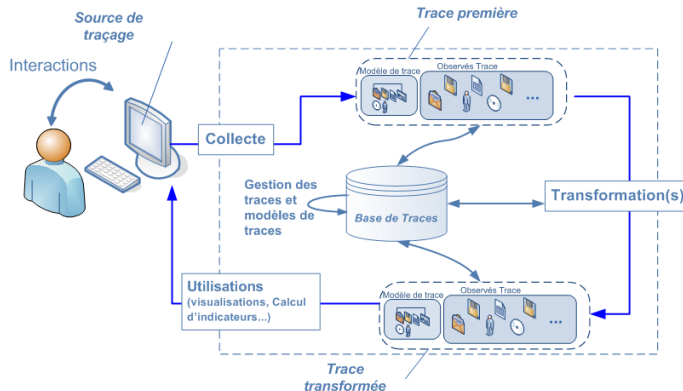 Source de
traçage
Trace première
Interactions
Modèle de trace
Observés Trace
...
Collecte
Gestion des
traces et
modèles de
traces
Base de Traces
Transformation(s)
Utilisations
(visualisations, Calcul
d'indicateurs...)
Modèle de trace
Observés Trace
...
Trace
transformée